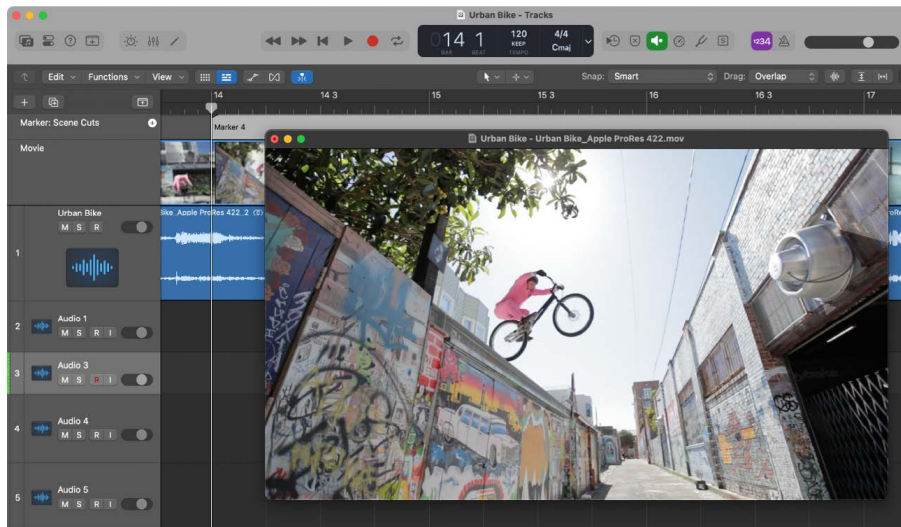 Urban Bike - Tracks
14 1 120 4/4
KEEP Cmaj
BAR BEAT TEMPO
1234
Edit Functions View Snap: Smart Drag: Overlap
14 14 3 15 15 3 16 16 3 17
Marker: Scene Cuts
Marker 4
Urban Bike - Urban Bike_Apple ProRes 422.mov
Movie
Urban Bike
Bike_Apple ProRes 422_2
M S R
1
Audio 1
2
M S R I
Audio 3
3
M S R I
Audio 4
4
M S R I
Audio 5
5
M S R I